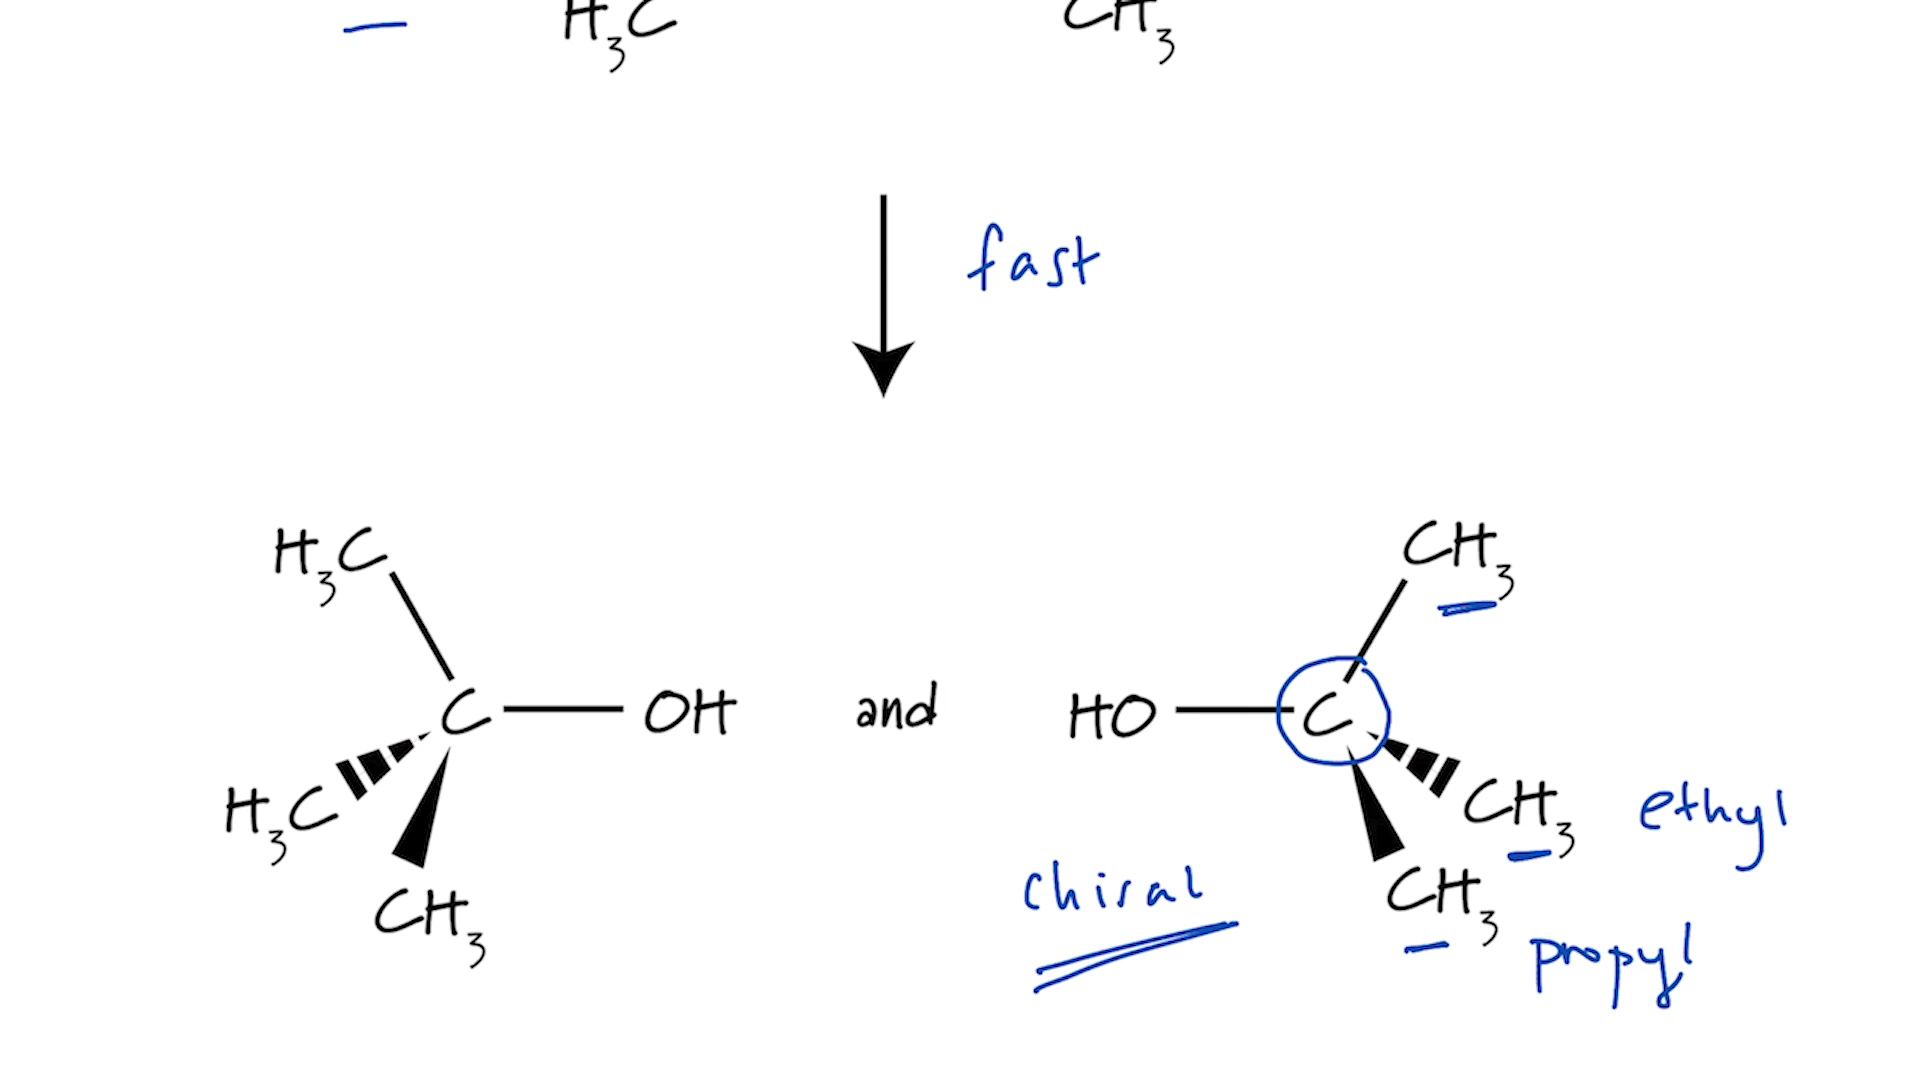 H₃C CH₃
fast
H₃C CH₃
C OH and HO C
H₃C CH₃ ethyl
chiral
CH₃ CH₃
propyl